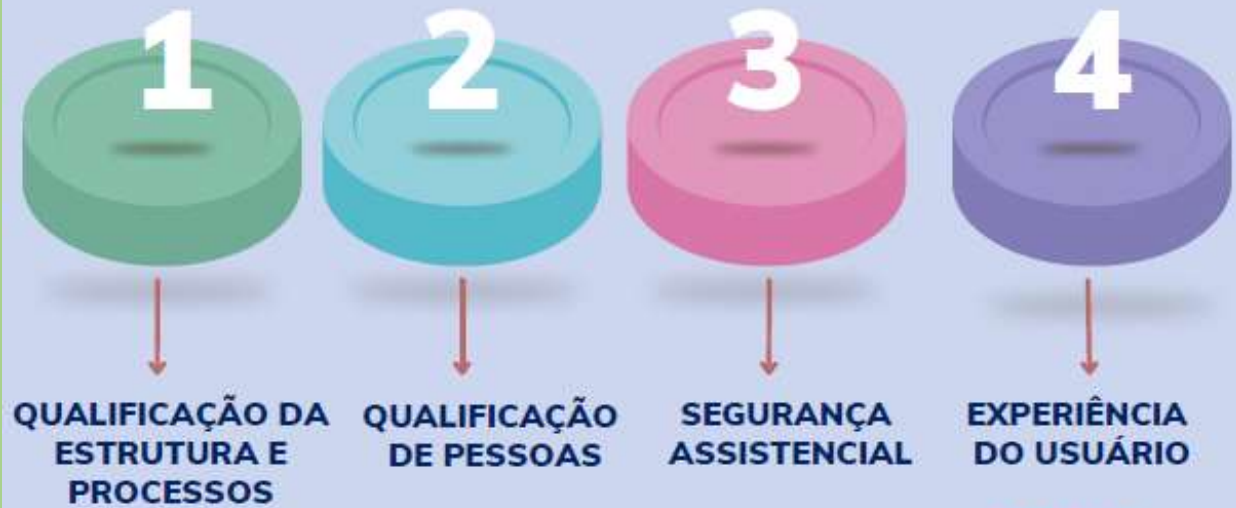 1
2
3
4
QUALIFICAÇÃO DA
ESTRUTURA E
PROCESSOS
QUALIFICAÇÃO
DE PESSOAS
SEGURANÇA
ASSISTENCIAL
EXPERIÊNCIA
DO USUÁRIO